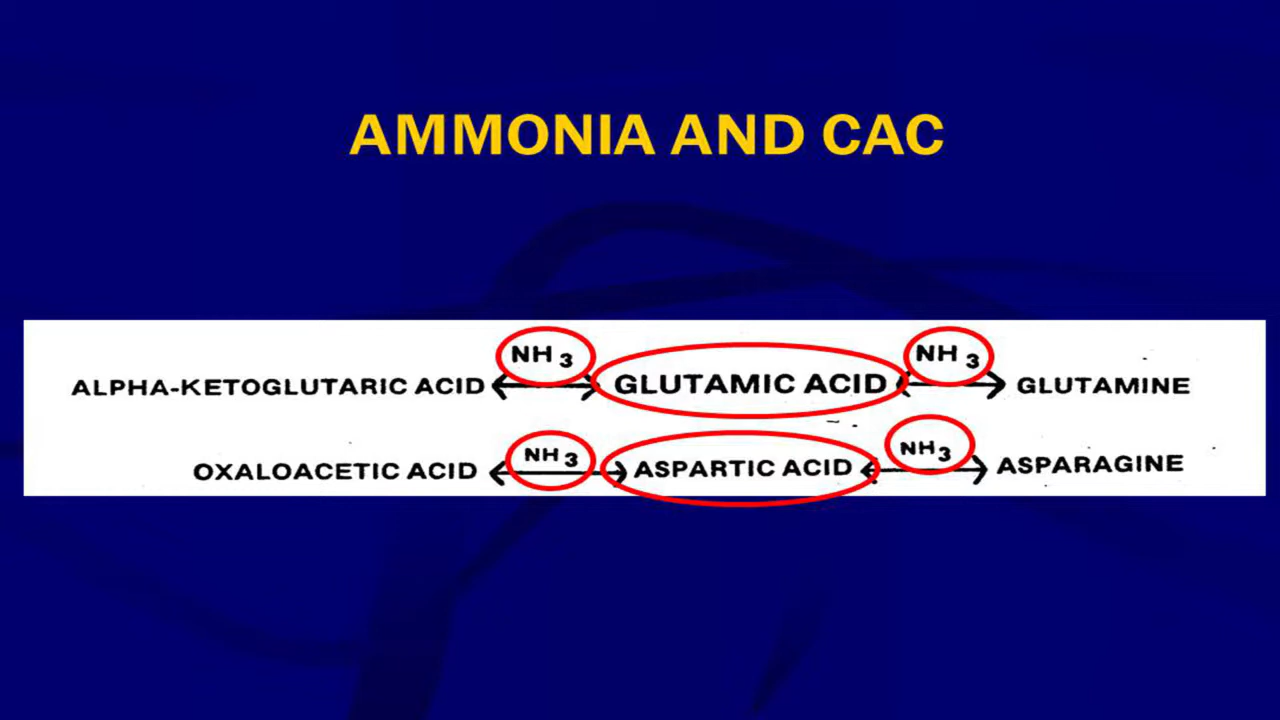 AMMONIA AND CAC
NH3 NH3
ALPHA-KETOGLUTARIC ACID GLUTAMIC ACID GLUTAMINE
NH3 NH3
OXALOACETIC ACID ASPARTIC ACID ASPARAGINE